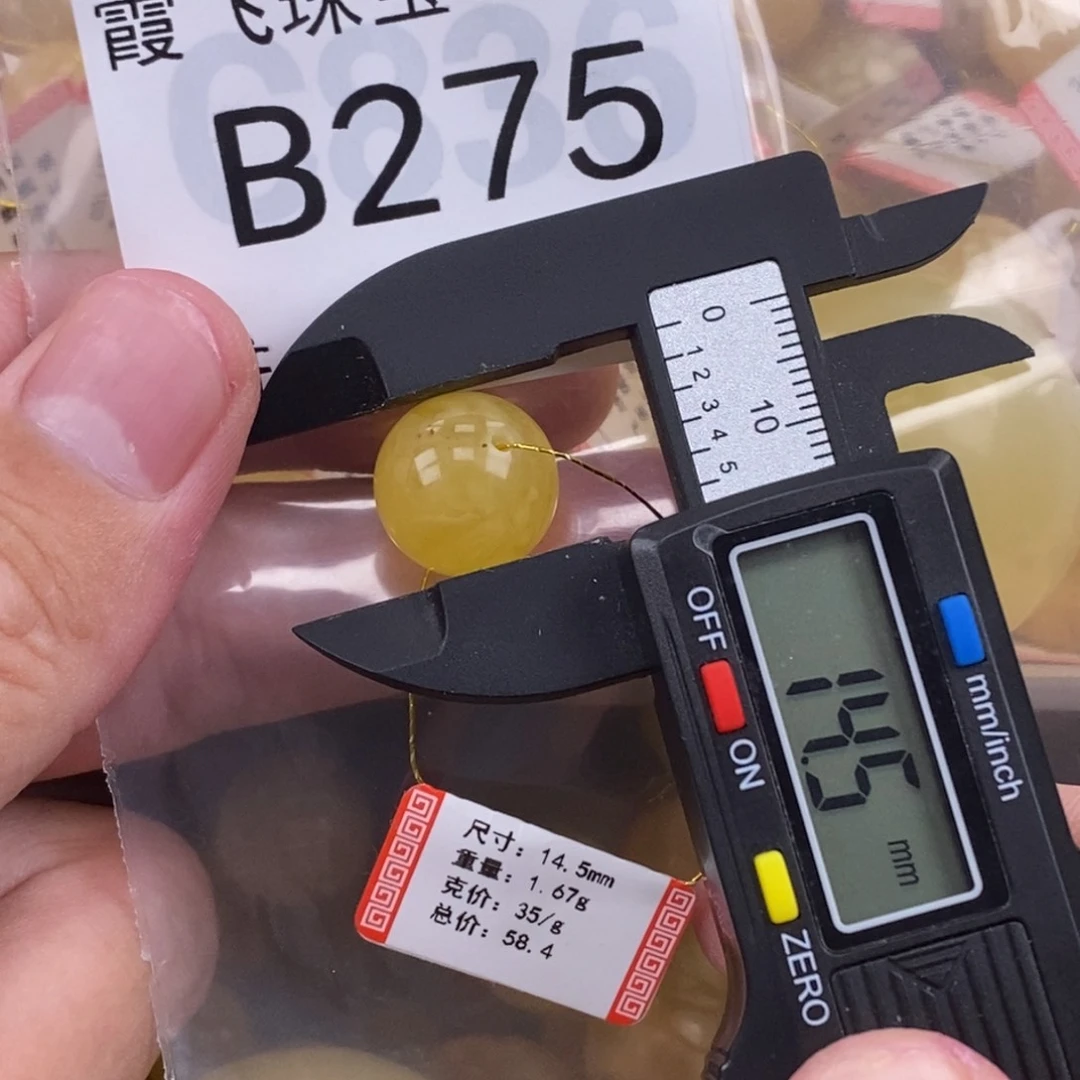 霞飞珠宝
B275
0
1
2
3
4
5
10
OFF
ON
mm/inch
14.5
mm
ZERO
尺寸：14.5mm
重量：1.67g
克价：35/g
总价：58.4